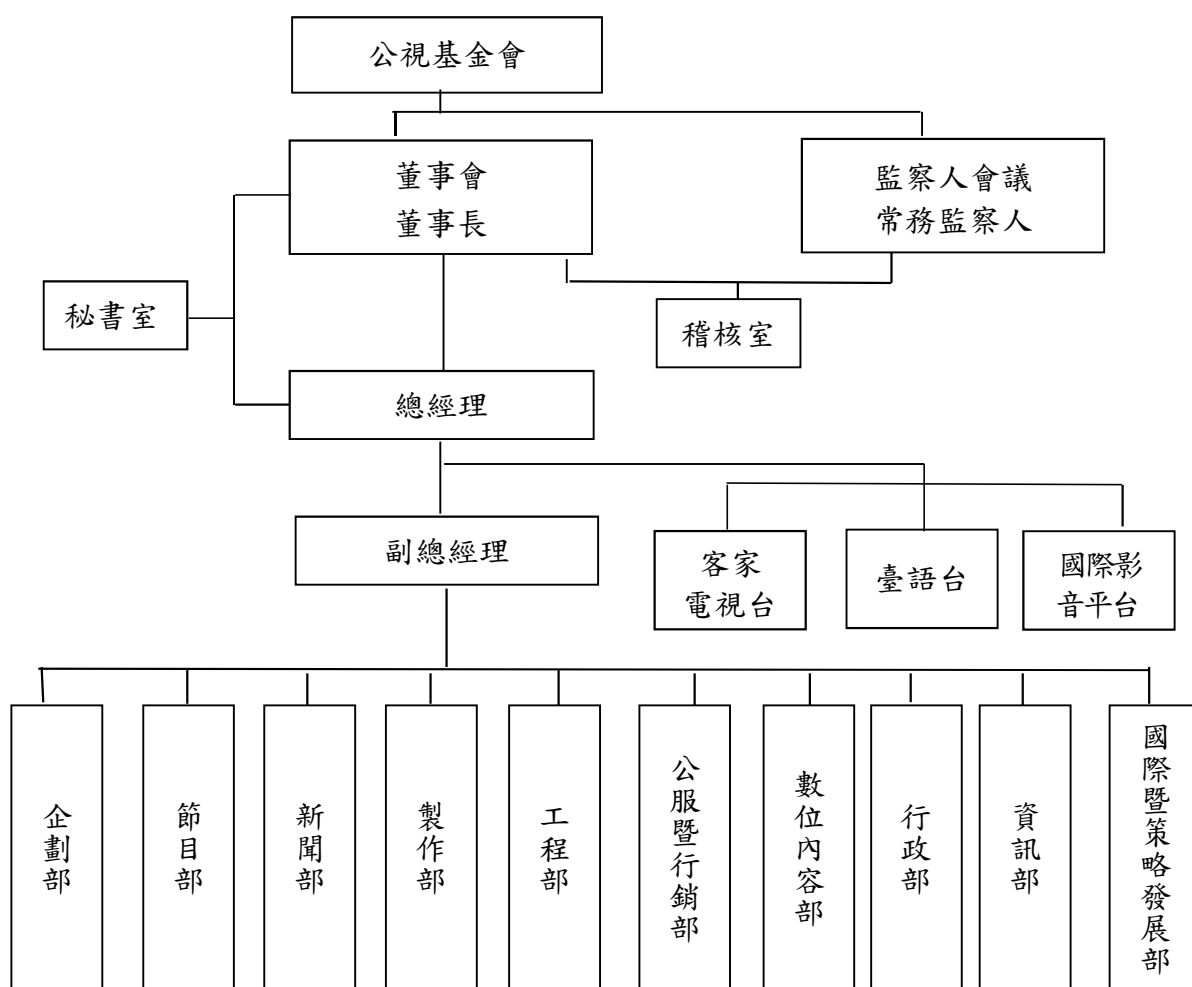 公視基金會
董事會
董事長
監察人會議
常務監察人
秘書室
稽核室
總經理
副總經理
客家
電視台
臺語台
國際影
音平台
企劃部
節目部
新聞部
製作部
工程部
公服暨行銷部
數位內容部
行政部
資訊部
國際暨策略發展部